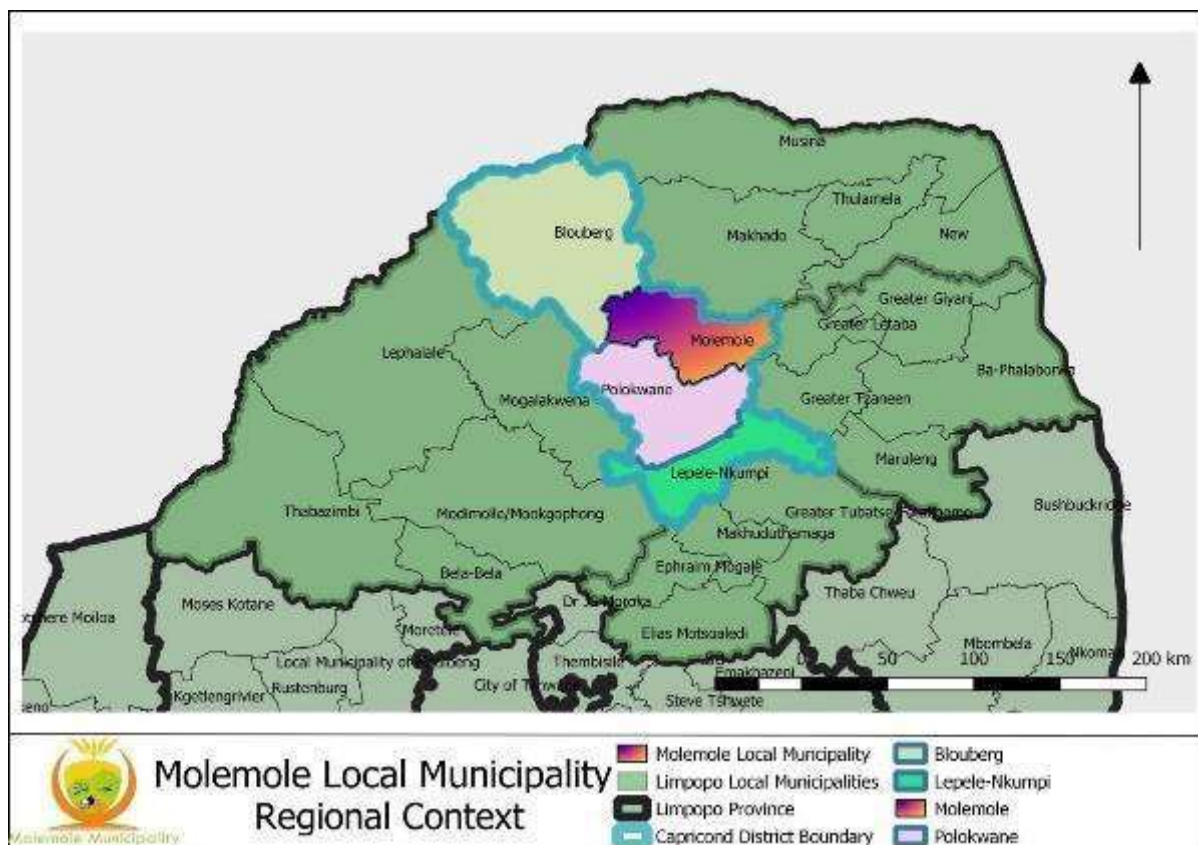 Musina
Thulamela
Blouberg
Makhado
New
Greater Giyani
Greater Letaba
Molemole
Lephalale
Ba-Phalaborwa
Polokwane
Mogalakwena
Greater Tzaneen
Maruleng
Lepele-Nkumpi
Bushbuckridge
Thabazimbi
Modimolle/Mookgophong
Greater Tubatse
Makhuduthamaga
Ephraim Mogale
Bela-Bela
Thaba Chweu
Moses Kotane
Dr JS Moroka
Moiloa
Moretele
Elias Motsoaledi
Mbombela
Local Municipality of
Thembisile
Rustenburg
Kgetlengrivier
City of
Emakhazeni
Steve Tshwete
50 100 150 200 km
Molemole Municipality
Molemole Local Municipality
Regional Context
Molemole Local Municipality
Limpopo Local Municipalities
Limpopo Province
Capricond District Boundary
Blouberg
Lepele-Nkumpi
Molemole
Polokwane